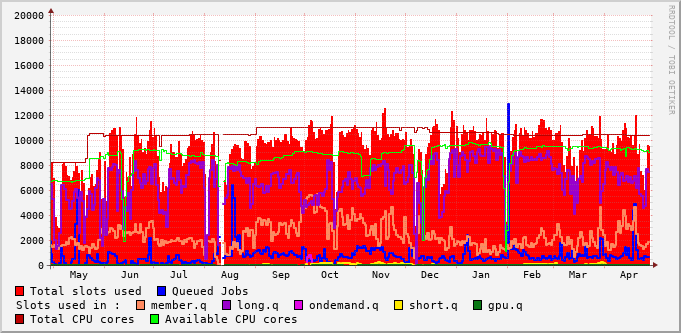 20000
18000
16000
14000
12000
10000
8000
6000
4000
2000
0
May Jun Jul Aug Sep Oct Nov Dec Jan Feb Mar Apr
RRDTOOL / TOBI OETIKER
Total slots used Queued Jobs
Slots used in : member.q long.q ondemand.q short.q gpu.q
Total CPU cores Available CPU cores